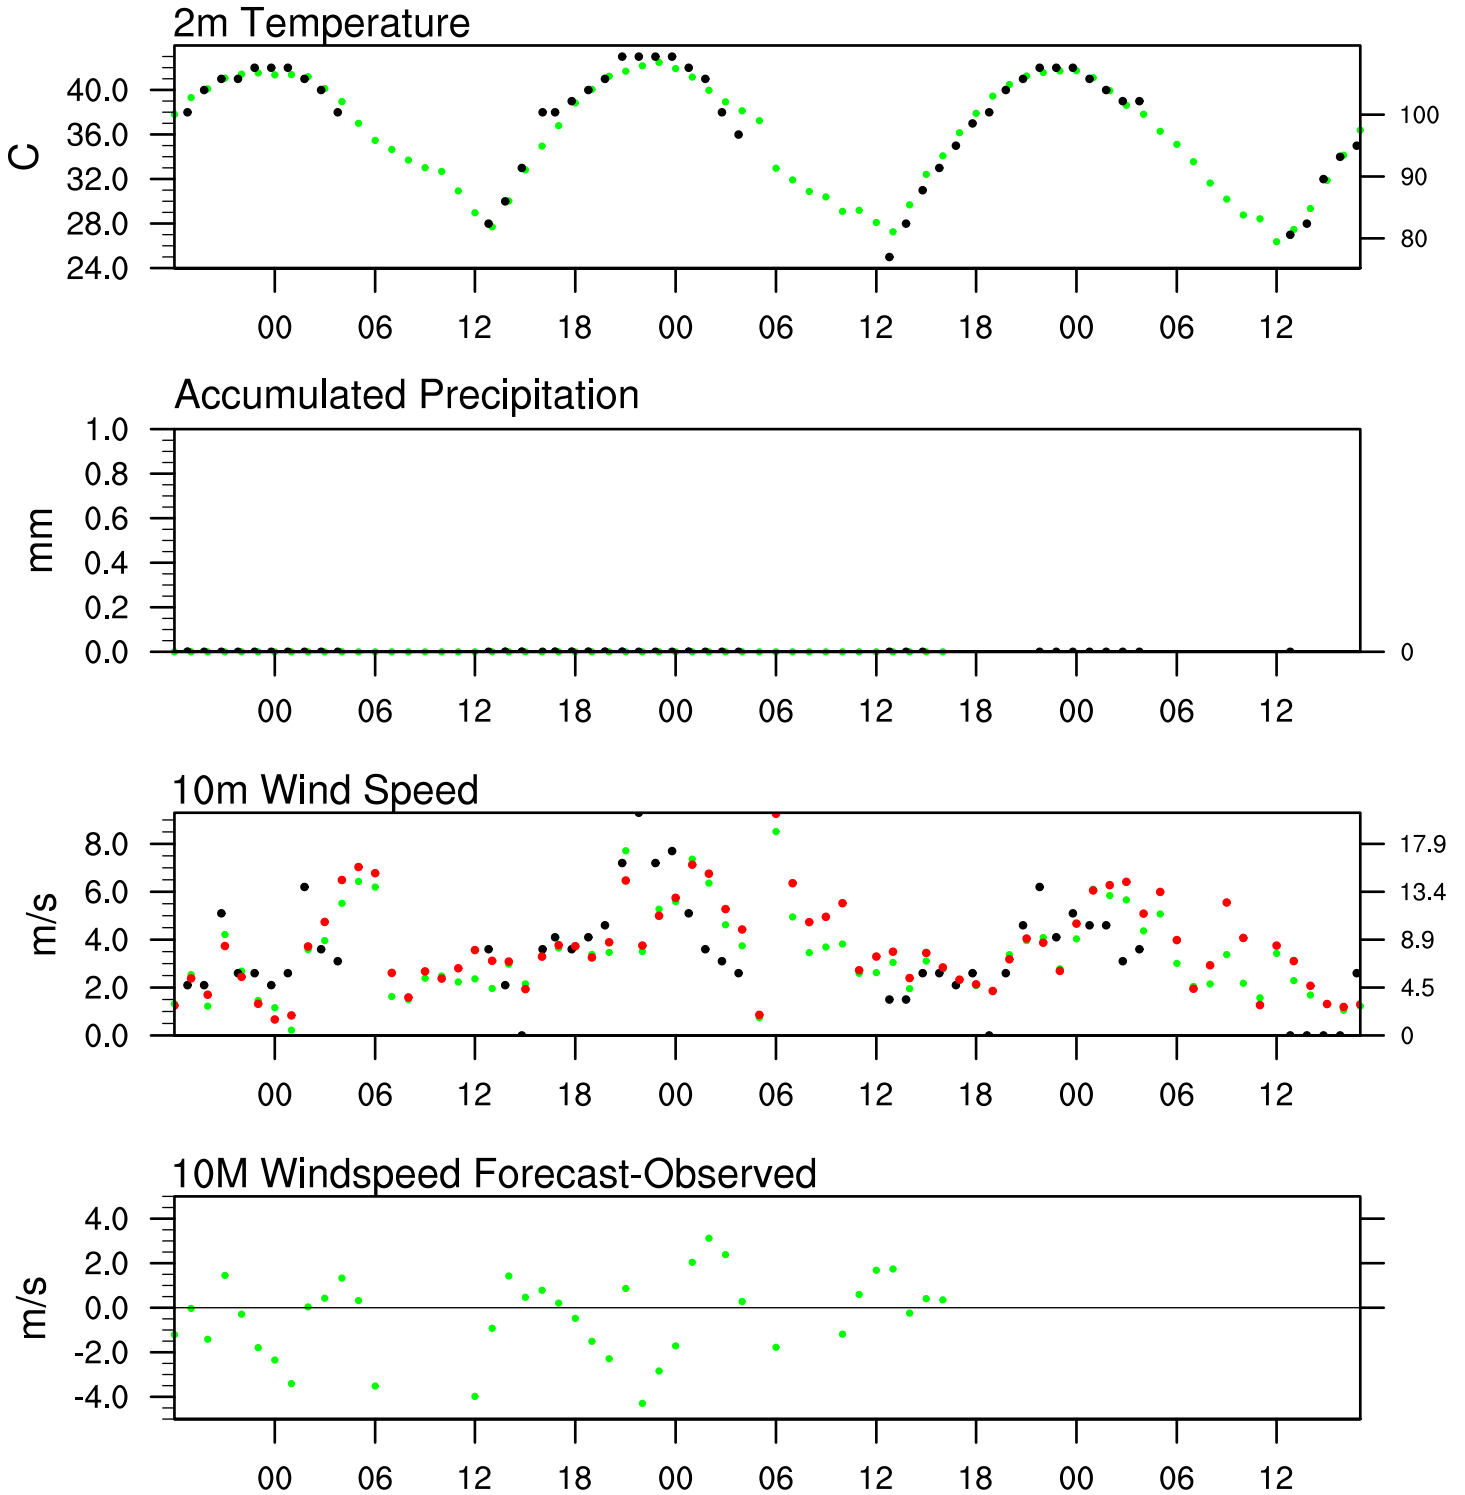 2m Temperature
C
40.0
36.0
32.0
28.0
24.0
100
90
80
00 06 12 18 00 06 12 18 00 06 12
Accumulated Precipitation
mm
1.0
0.8
0.6
0.4
0.2
0.0
0
00 06 12 18 00 06 12 18 00 06 12
10m Wind Speed
m/s
8.0
6.0
4.0
2.0
0.0
17.9
13.4
8.9
4.5
0
00 06 12 18 00 06 12 18 00 06 12
10M Windspeed Forecast-Observed
m/s
4.0
2.0
0.0
-2.0
-4.0
00 06 12 18 00 06 12 18 00 06 12